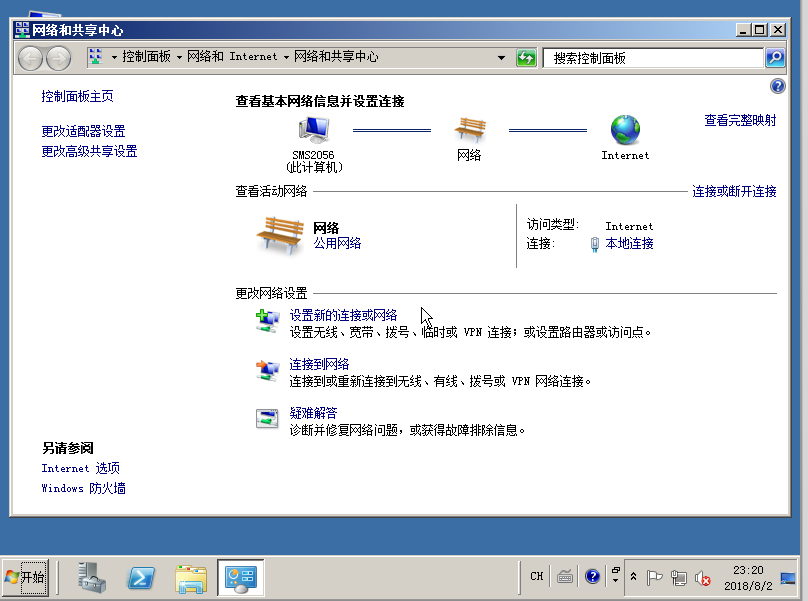 网络和共享中心
控制面板 网络和 Internet 网络和共享中心
搜索控制面板
控制面板主页
更改适配器设置
更改高级共享设置
查看基本网络信息并设置连接
查看完整映射
SMS2056
(此计算机)
网络
Internet
查看活动网络
连接或断开连接
网络
公用网络
访问类型: Internet
连接: 本地连接
更改网络设置
设置新的连接或网络
设置无线、宽带、拨号、临时或 VPN 连接；或设置路由器或访问点。
连接到网络
连接到或重新连接到无线、有线、拨号或 VPN 网络连接。
疑难解答
诊断并修复网络问题，或获得故障排除信息。
另请参阅
Internet 选项
Windows 防火墙
开始
CH
23:20
2018/8/2